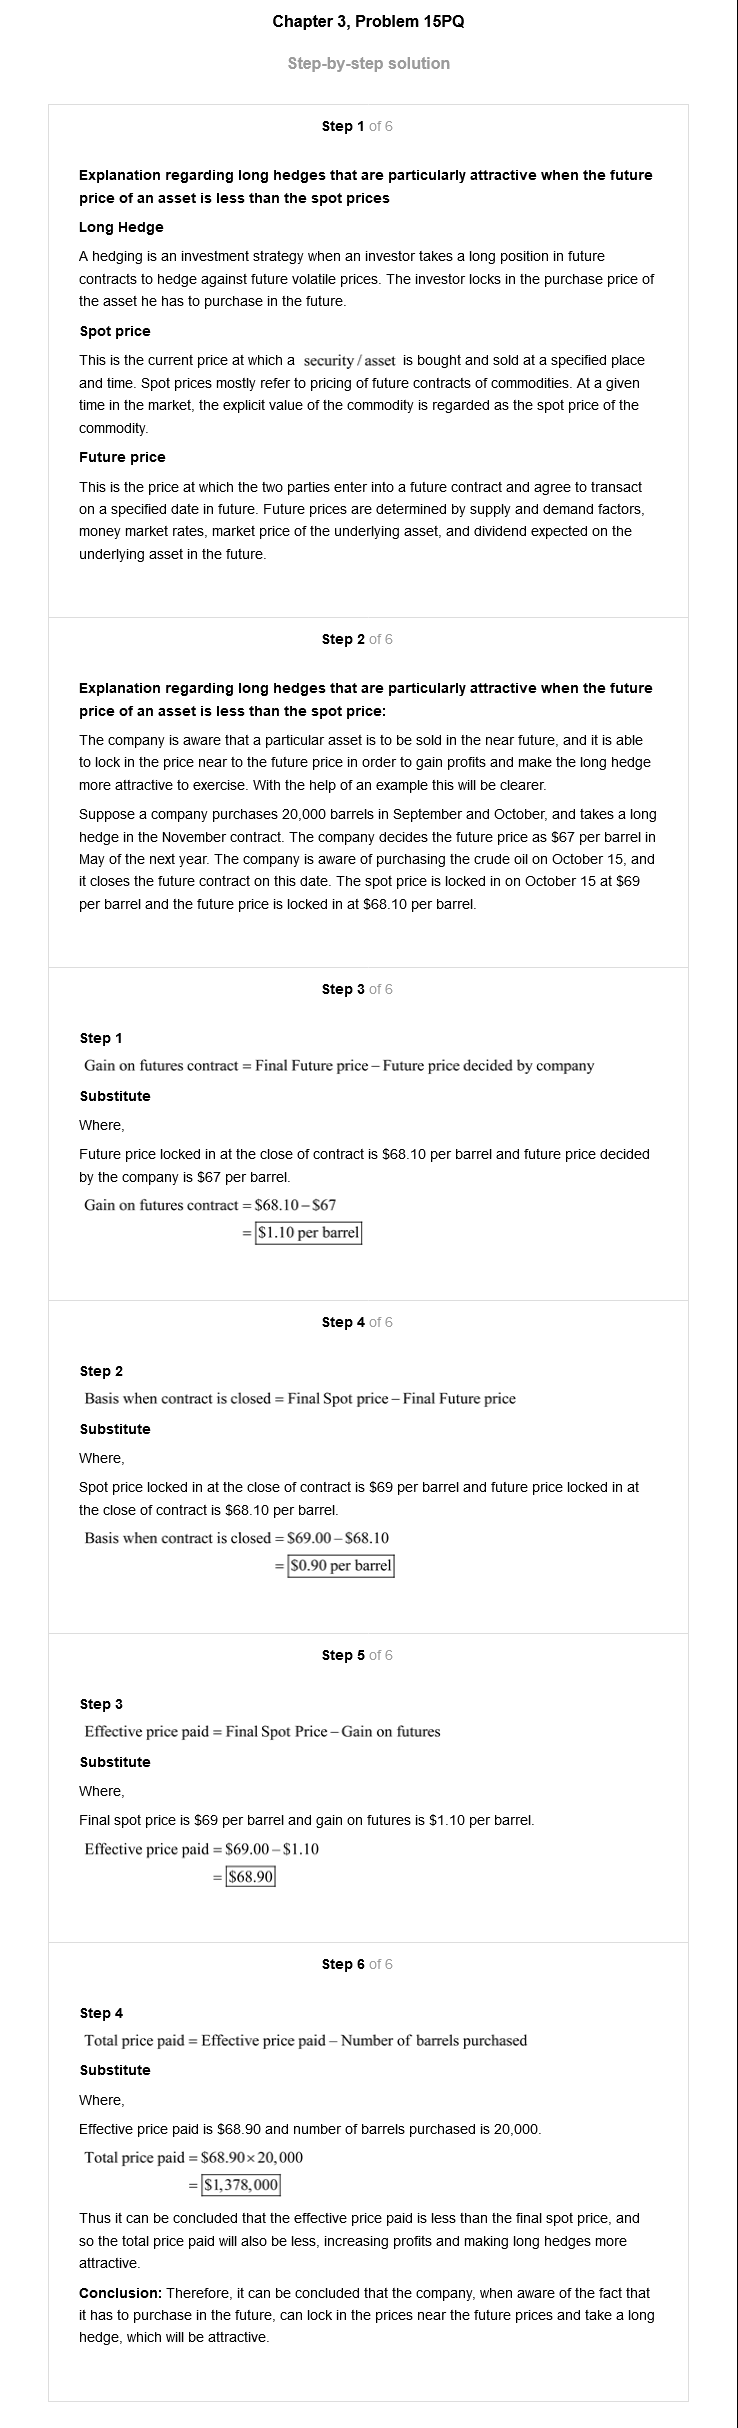 Chapter 3, Problem 15PQ
Step-by-step solution
Step 1 of 6
Explanation regarding long hedges that are particularly attractive when the future
price of an asset is less than the spot prices
Long Hedge
A hedging is an investment strategy when an investor takes a long position in future
contracts to hedge against future volatile prices. The investor locks in the purchase price of
the asset he has to purchase in the future.
Spot price
This is the current price at which a security / asset is bought and sold at a specified place
and time. Spot prices mostly refer to pricing of future contracts of commodities. At a given
time in the market, the explicit value of the commodity is regarded as the spot price of the
commodity.
Future price
This is the price at which the two parties enter into a future contract and agree to transact
on a specified date in future. Future prices are determined by supply and demand factors,
money market rates, market price of the underlying asset, and dividend expected on the
underlying asset in the future.
Step 2 of 6
Explanation regarding long hedges that are particularly attractive when the future
price of an asset is less than the spot price:
The company is aware that a particular asset is to be sold in the near future, and it is able
to lock in the price near to the future price in order to gain profits and make the long hedge
more attractive to exercise. With the help of an example this will be clearer.
Suppose a company purchases 20,000 barrels in September and October, and takes a long
hedge in the November contract. The company decides the future price as $67 per barrel in
May of the next year. The company is aware of purchasing the crude oil on October 15, and
it closes the future contract on this date. The spot price is locked in on October 15 at $69
per barrel and the future price is locked in at $68.10 per barrel.
Step 3 of 6
Step 1
Gain on futures contract = Final Future price – Future price decided by company
Substitute
Where,
Future price locked in at the close of contract is $68.10 per barrel and future price decided
by the company is $67 per barrel.
Gain on futures contract = $68.10 – $67
= $1.10 per barrel
Step 4 of 6
Step 2
Basis when contract is closed = Final Spot price – Final Future price
Substitute
Where,
Spot price locked in at the close of contract is $69 per barrel and future price locked in at
the close of contract is $68.10 per barrel.
Basis when contract is closed = $69.00 – $68.10
= $0.90 per barrel
Step 5 of 6
Step 3
Effective price paid = Final Spot Price – Gain on futures
Substitute
Where,
Final spot price is $69 per barrel and gain on futures is $1.10 per barrel.
Effective price paid = $69.00 – $1.10
= $68.90
Step 6 of 6
Step 4
Total price paid = Effective price paid – Number of barrels purchased
Substitute
Where,
Effective price paid is $68.90 and number of barrels purchased is 20,000.
Total price paid = $68.90 × 20,000
= $1,378,000
Thus it can be concluded that the effective price paid is less than the final spot price, and
so the total price paid will also be less, increasing profits and making long hedges more
attractive.
Conclusion: Therefore, it can be concluded that the company, when aware of the fact that
it has to purchase in the future, can lock in the prices near the future prices and take a long
hedge, which will be attractive.